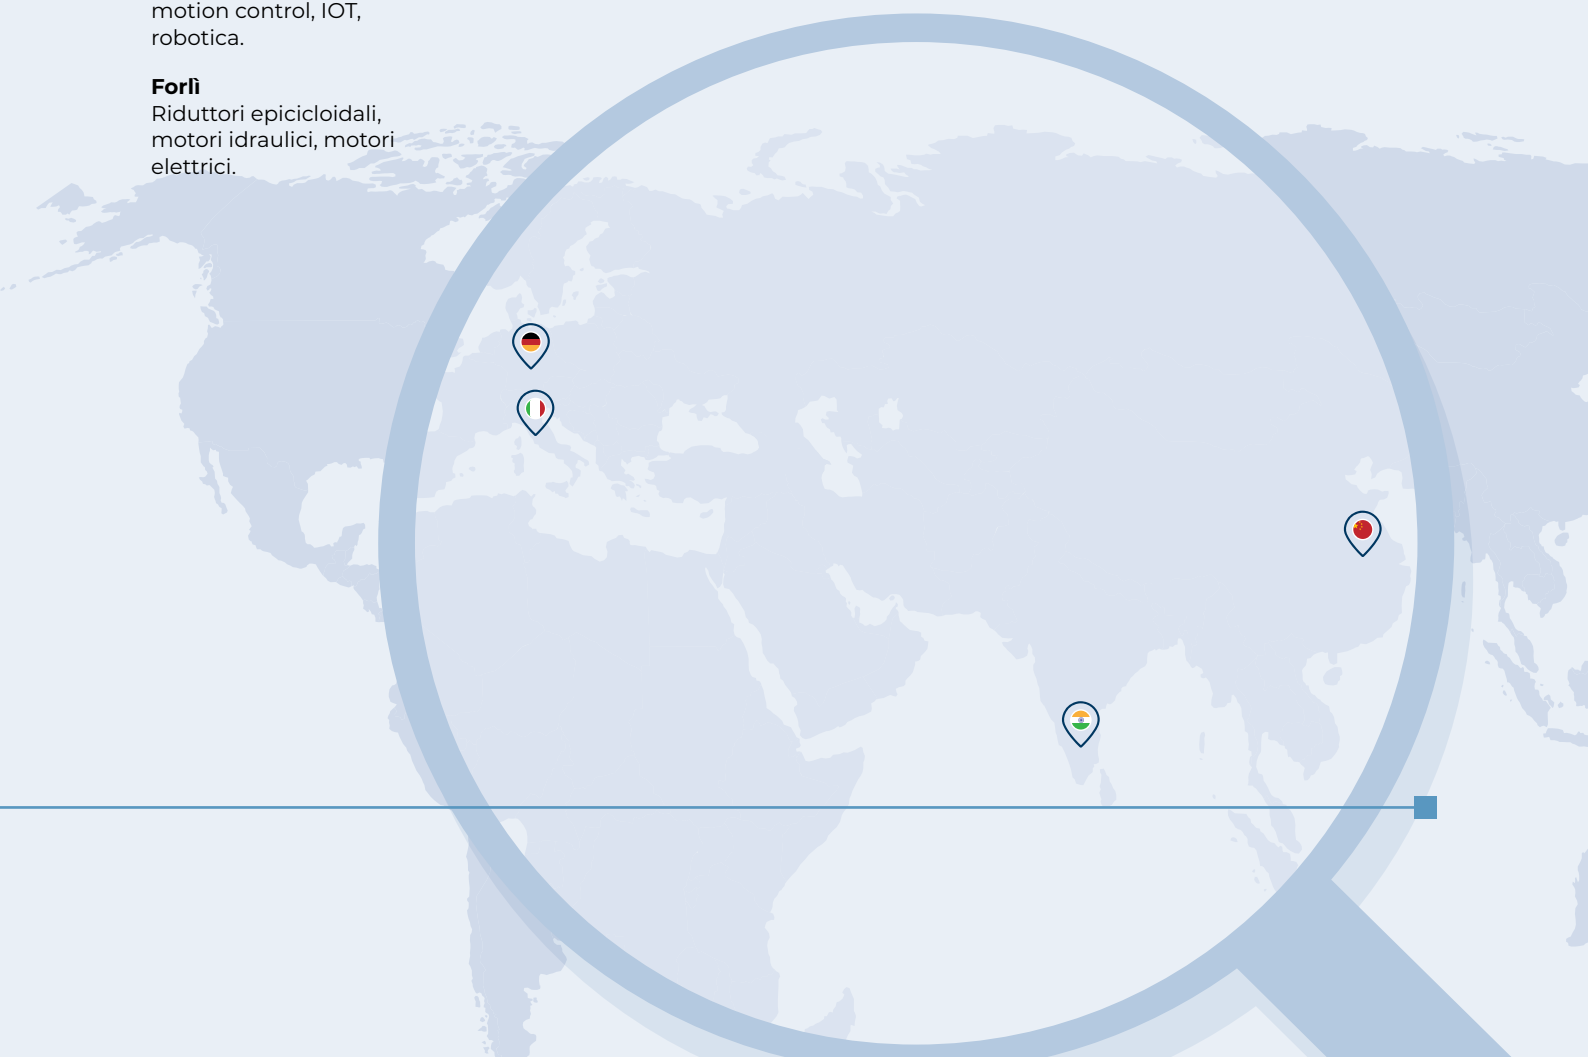 motion control, IOT,
robotica.
Forlì
Riduttori epicicloidali,
motori idraulici, motori
elettrici.